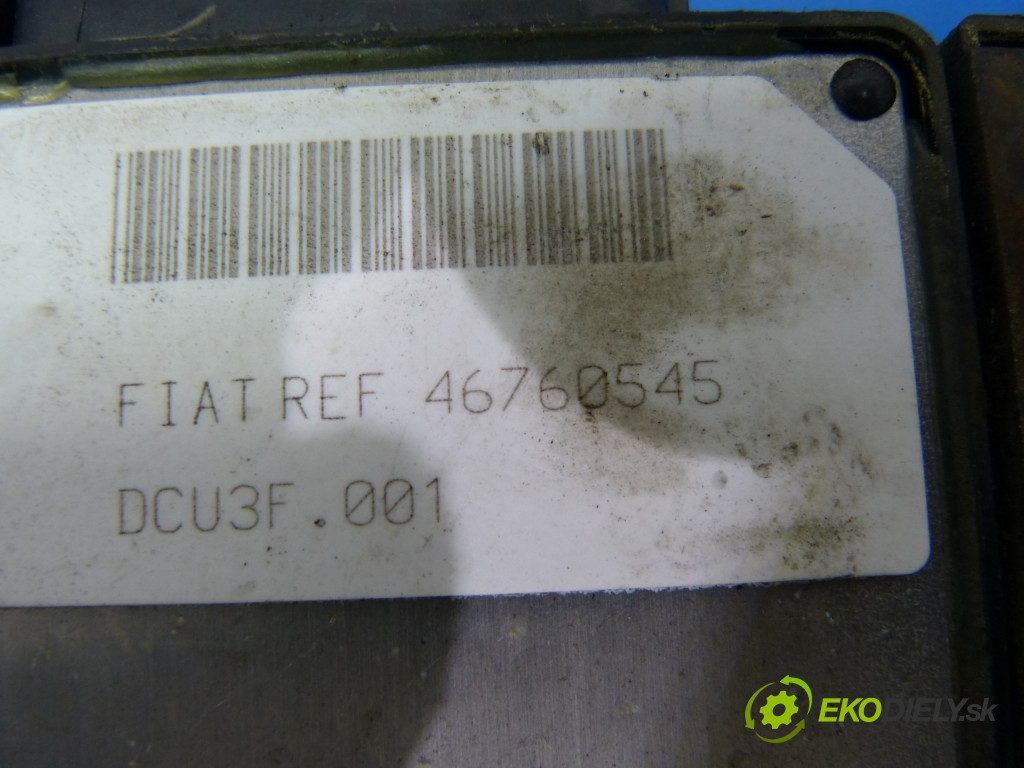 FIAT REF 46760545
DCU3F.001
EKODIELY.sk